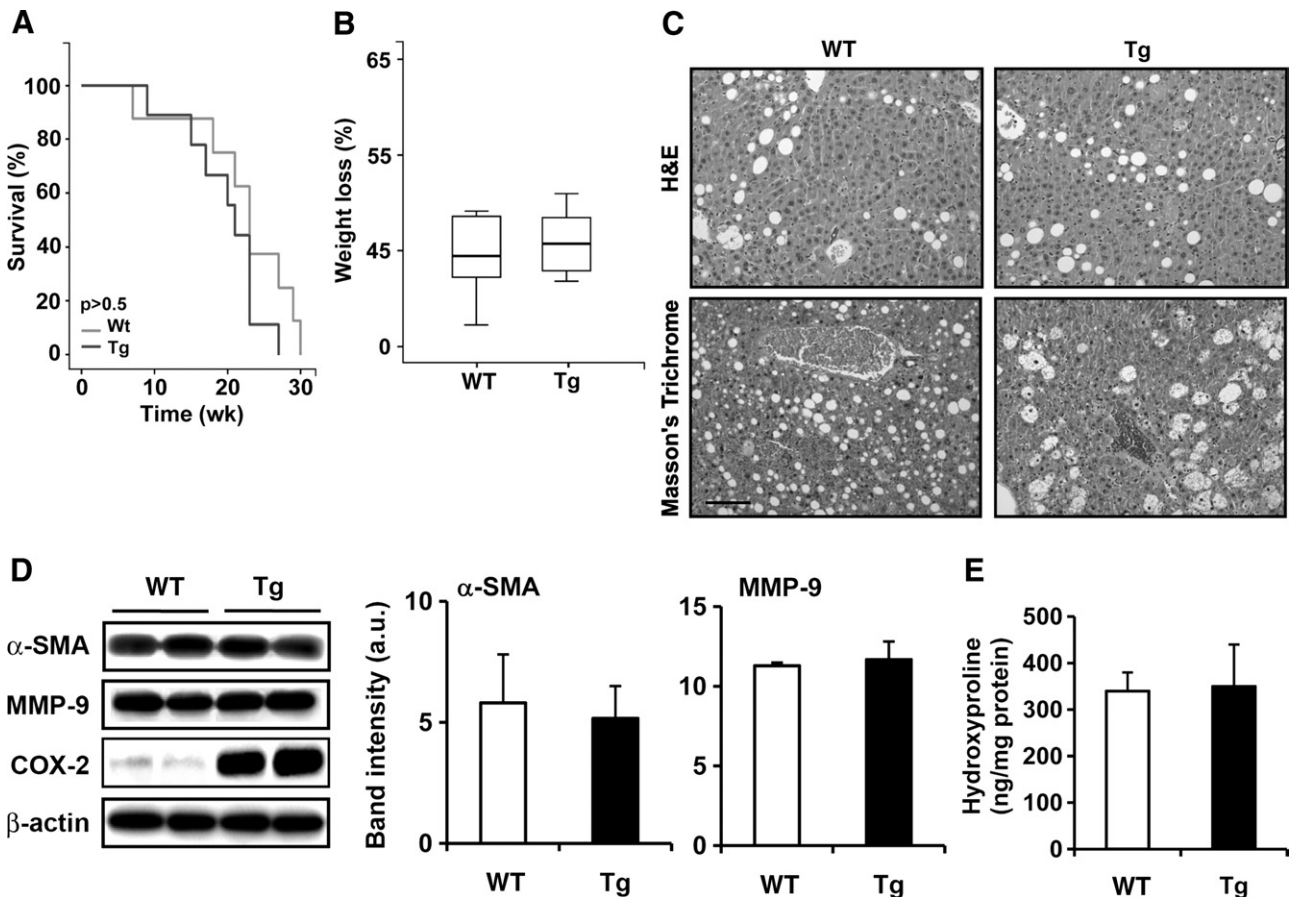 A
Survival (%)
100
80
60
40
20
0
p>0.5
Wt
Tg
0 10 20 30
Time (wk)
B
Weight loss (%)
65
55
45
0
WT Tg
C
WT Tg
H&E
Masson's Trichrome
D
WT Tg
α-SMA
MMP-9
COX-2
β-actin
α-SMA
Band intensity (a.u.)
10
5
0
WT Tg
MMP-9
15
10
5
0
WT Tg
E
Hydroxyproline
(ng/mg protein)
500
400
300
200
100
0
WT Tg